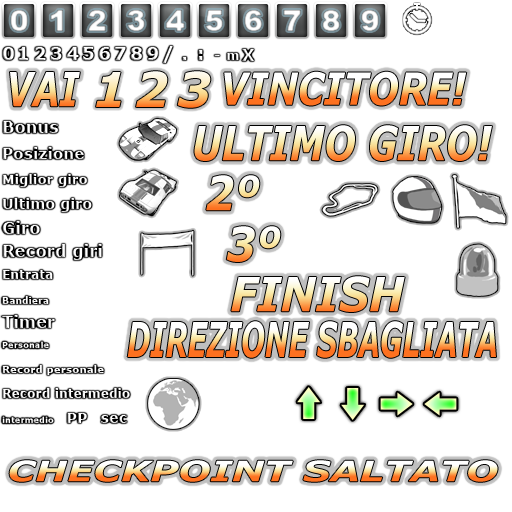 0 1 2 3 4 5 6 7 8 9
0123456789/.:-mX
VAI 1 2 3 VINCITORE!
Bonus
ULTIMO GIRO!
Posizione
Miglior giro
2º
Ultimo giro
Giro
3º
Record giri
Entrata
FINISH
Bandiera
Timer
DIREZIONE SBAGLIATA
Personale
Record personale
Record intermedio
intermedio PP sec
CHECKPOINT SALTATO